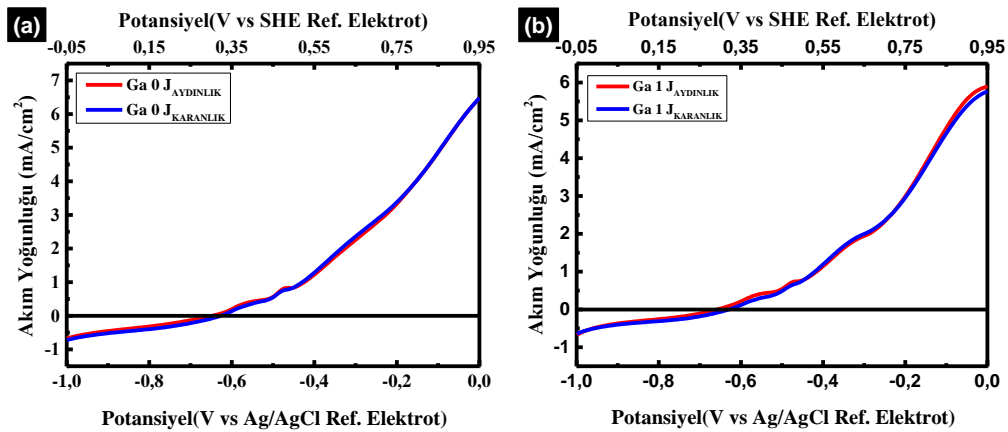 (a)
Potansiyel(V vs SHE Ref. Elektrot)
-0,05 0,15 0,35 0,55 0,75 0,95
Ga 0 J_AYDINLIK
Ga 0 J_KARANLIK
Akım Yoğunluğu (mA/cm²)
7
6
5
4
3
2
1
0
-1
-1,0 -0,8 -0,6 -0,4 -0,2 0,0
Potansiyel(V vs Ag/AgCl Ref. Elektrot)
(b)
Potansiyel(V vs SHE Ref. Elektrot)
-0,05 0,15 0,35 0,55 0,75 0,95
Ga 1 J_AYDINLIK
Ga 1 J_KARANLIK
Akım Yoğunluğu (mA/cm²)
6
5
4
3
2
1
0
-1
-1,0 -0,8 -0,6 -0,4 -0,2 0,0
Potansiyel(V vs Ag/AgCl Ref. Elektrot)